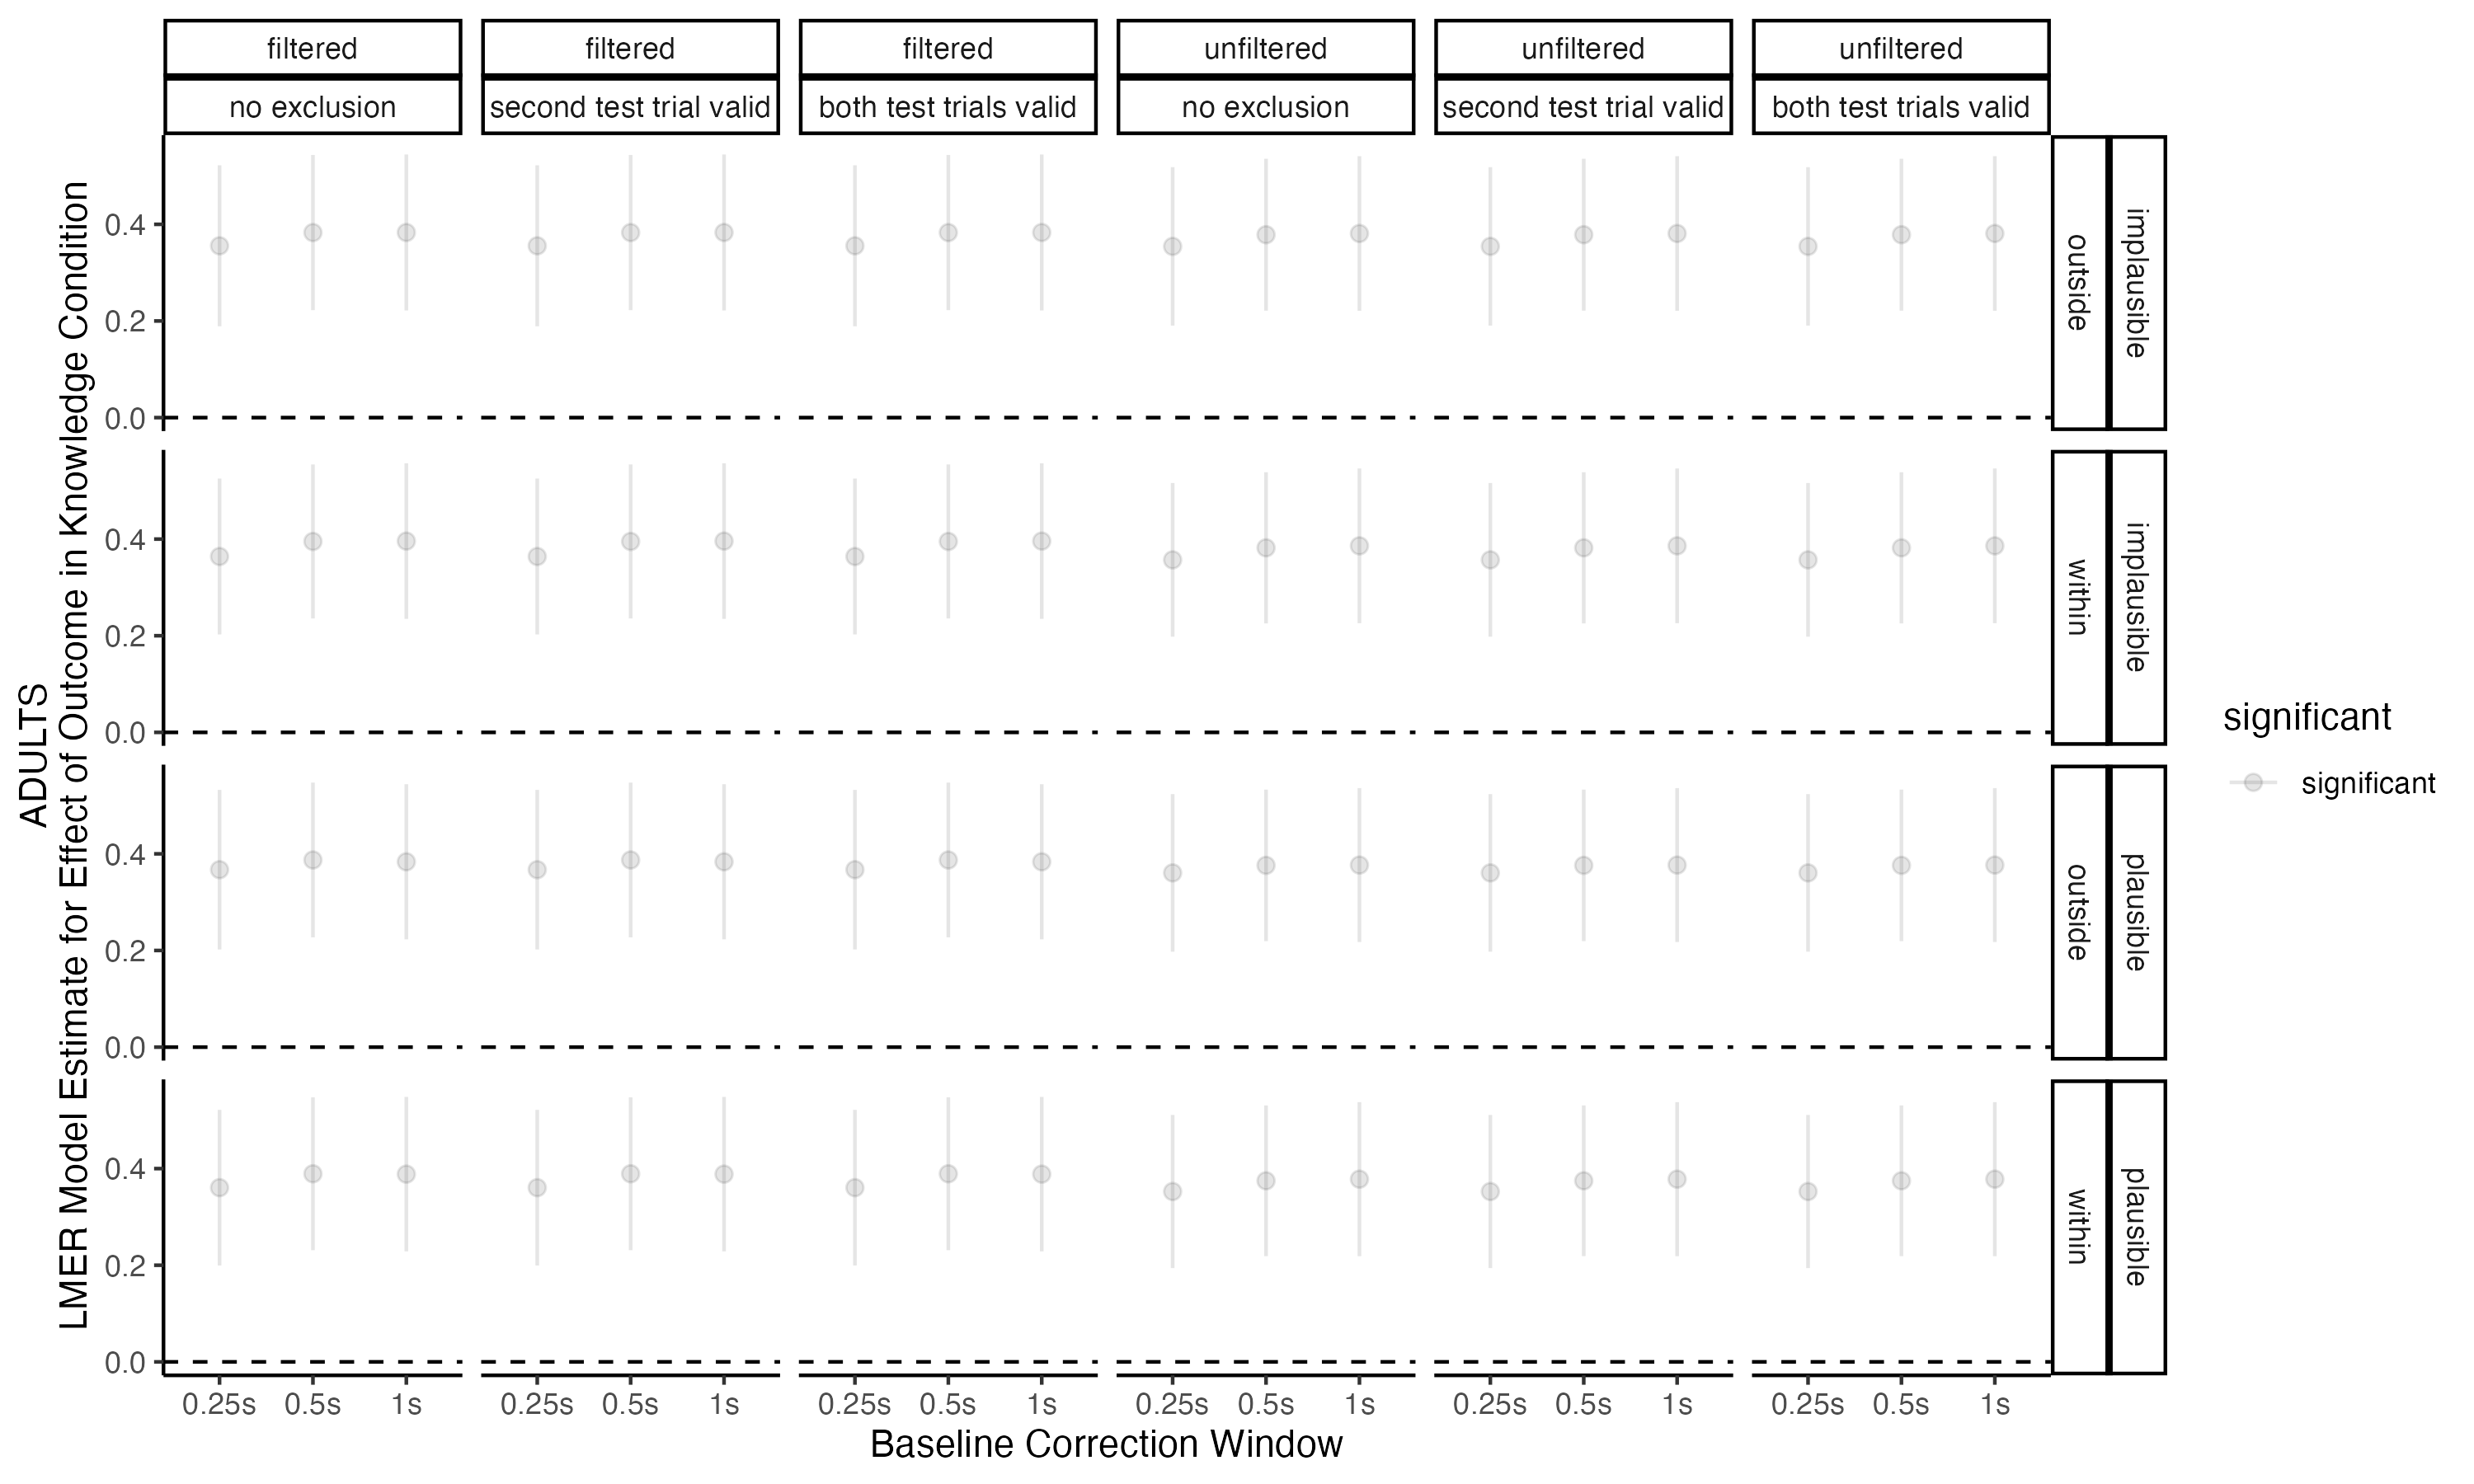 filtered filtered filtered unfiltered unfiltered unfiltered
no exclusion second test trial valid both test trials valid no exclusion second test trial valid both test trials valid
ADULTS
LMER Model Estimate for Effect of Outcome in Knowledge Condition
0.4
0.2
0.0
outside
implausible
0.4
0.2
0.0
within
implausible
0.4
0.2
0.0
outside
plausible
0.4
0.2
0.0
within
plausible
0.25s 0.5s 1s 0.25s 0.5s 1s 0.25s 0.5s 1s 0.25s 0.5s 1s 0.25s 0.5s 1s 0.25s 0.5s 1s
Baseline Correction Window
significant
significant